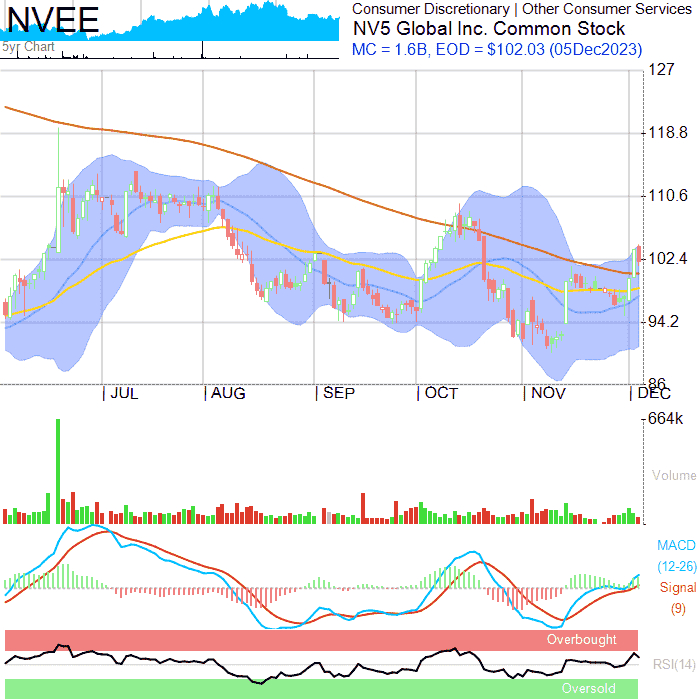 NVEE
5yr Chart
Consumer Discretionary | Other Consumer Services
NV5 Global Inc. Common Stock
MC = 1.6B, EOD = $102.03 (05Dec2023)
127
118.8
110.6
102.4
94.2
86
JUL AUG SEP OCT NOV DEC
664k
Volume
MACD
(12-26)
Signal
(9)
Overbought
RSI(14)
Oversold